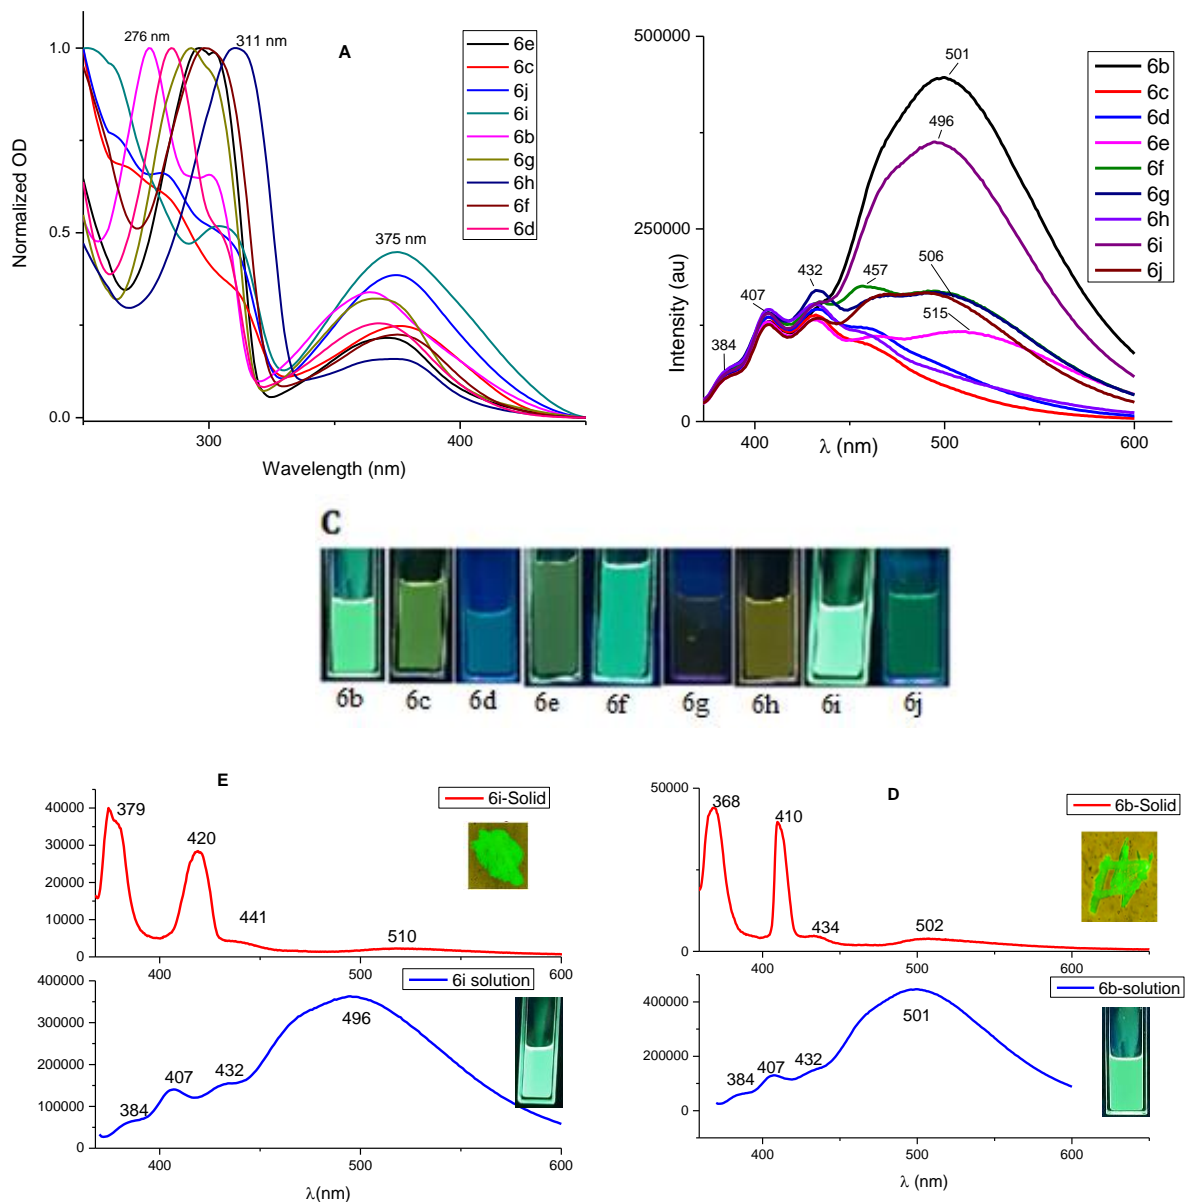 A
276 nm
311 nm
375 nm
1.0
0.5
0.0
300
400
Normalized OD
Wavelength (nm)
6e
6c
6j
6i
6b
6g
6h
6f
6d
500000
250000
0
400
500
600
Intensity (au)
λ (nm)
501
496
432
457
506
407
515
384
6b
6c
6d
6e
6f
6g
6h
6i
6j
C
6b
6c
6d
6e
6f
6g
6h
6i
6j
E
6i-Solid
379
420
441
510
40000
30000
20000
10000
0
400
500
600
6i solution
496
432
407
384
400000
300000
200000
100000
0
400
500
600
λ(nm)
D
6b-Solid
368
410
434
502
50000
0
400
500
6b-solution
501
432
407
384
400000
200000
0
400
500
600
λ (nm)